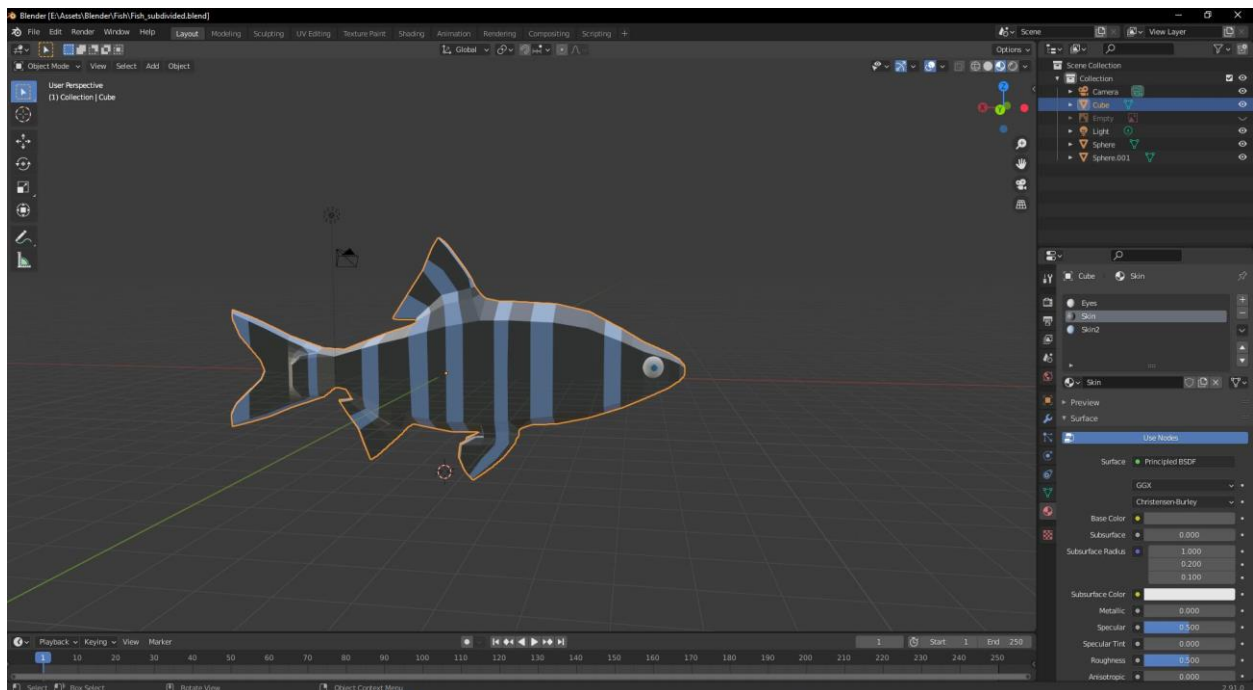 Blender [E:\Assets\Blender\Fish\Fish_subdivided.blend]
File Edit Render Window Help Layout Modeling Sculpting UV Editing Texture Paint Shading Animation Rendering Compositing Scripting + Scene View Layer
Global Options
Object Mode View Select Add Object
User Perspective
(1) Collection | Cube
Z
Y
Scene Collection
Collection
Camera
Cube
Empty
Light
Sphere
Sphere.001
Cube Skin
Eyes
Skin
Skin2
Skin
Preview
Surface
Use Nodes
Surface Principled BSDF
GGX
Christensen-Burley
Base Color
Subsurface 0.000
Subsurface Radius 1.000
0.200
0.100
Subsurface Color
Metallic 0.000
Specular 0.500
Specular Tint 0.000
Roughness 0.500
Anisotropic 0.000
Playback Keying View Marker 1 Start 1 End 250
1 10 20 30 40 50 60 70 80 90 100 110 120 130 140 150 160 170 180 190 200 210 220 230 240 250
Select Box Select Rotate View Object Context Menu 2.91.0